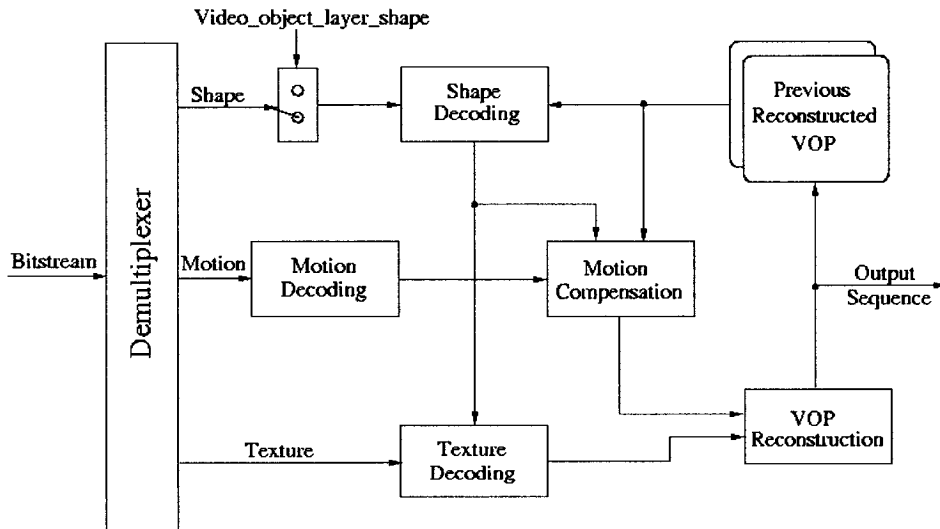 Video_object_layer_shape
Shape
Shape
Decoding
Previous
Reconstructed
VOP
Demultiplexer
Bitstream
Motion
Motion
Decoding
Motion
Compensation
Output
Sequence
Texture
Texture
Decoding
VOP
Reconstruction